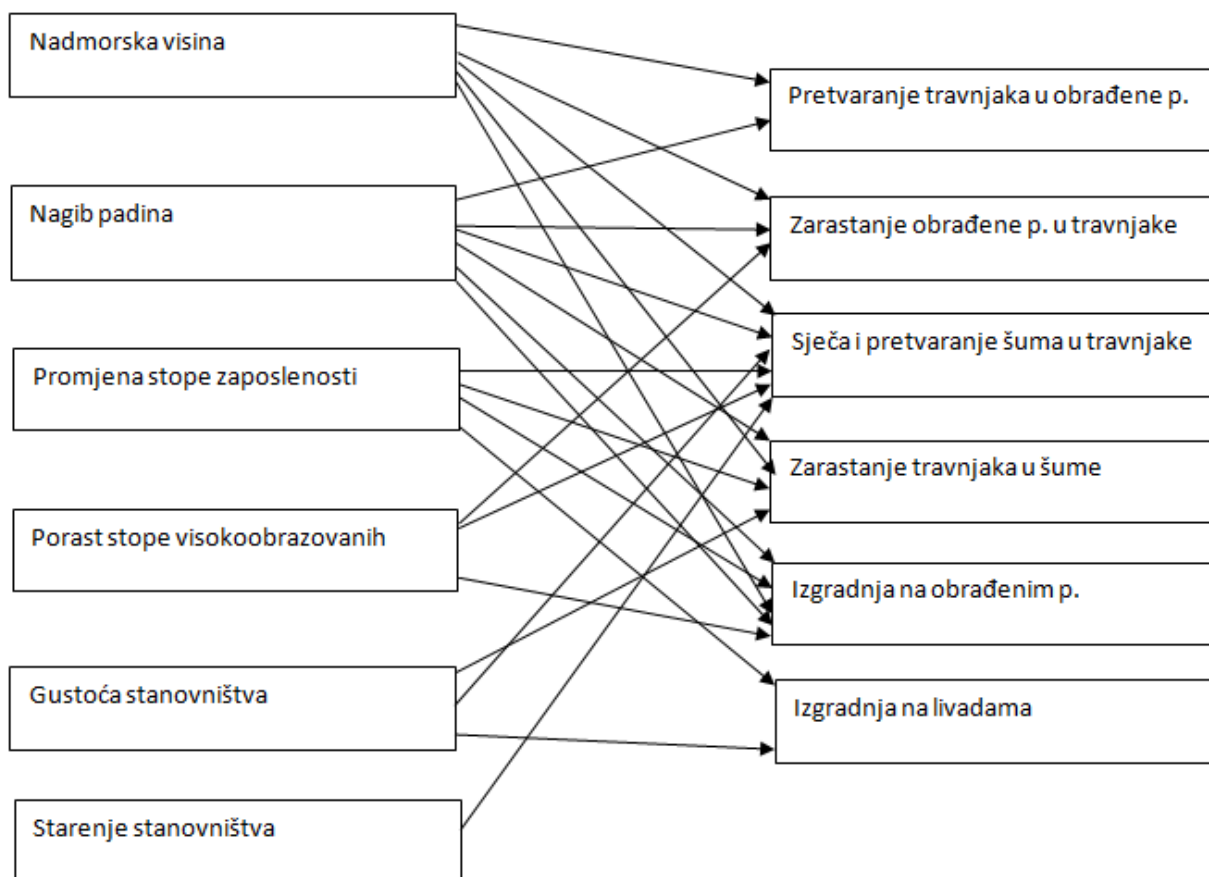 Nadmorska visina
Nagib padina
Promjena stope zaposlenosti
Porast stope visokoobrazovanih
Gustoća stanovništva
Starenje stanovništva
Pretvaranje travnjaka u obrađene p.
Zarastanje obrađene p. u travnjake
Sječa i pretvaranje šuma u travnjake
Zarastanje travnjaka u šume
Izgradnja na obrađenim p.
Izgradnja na livadama